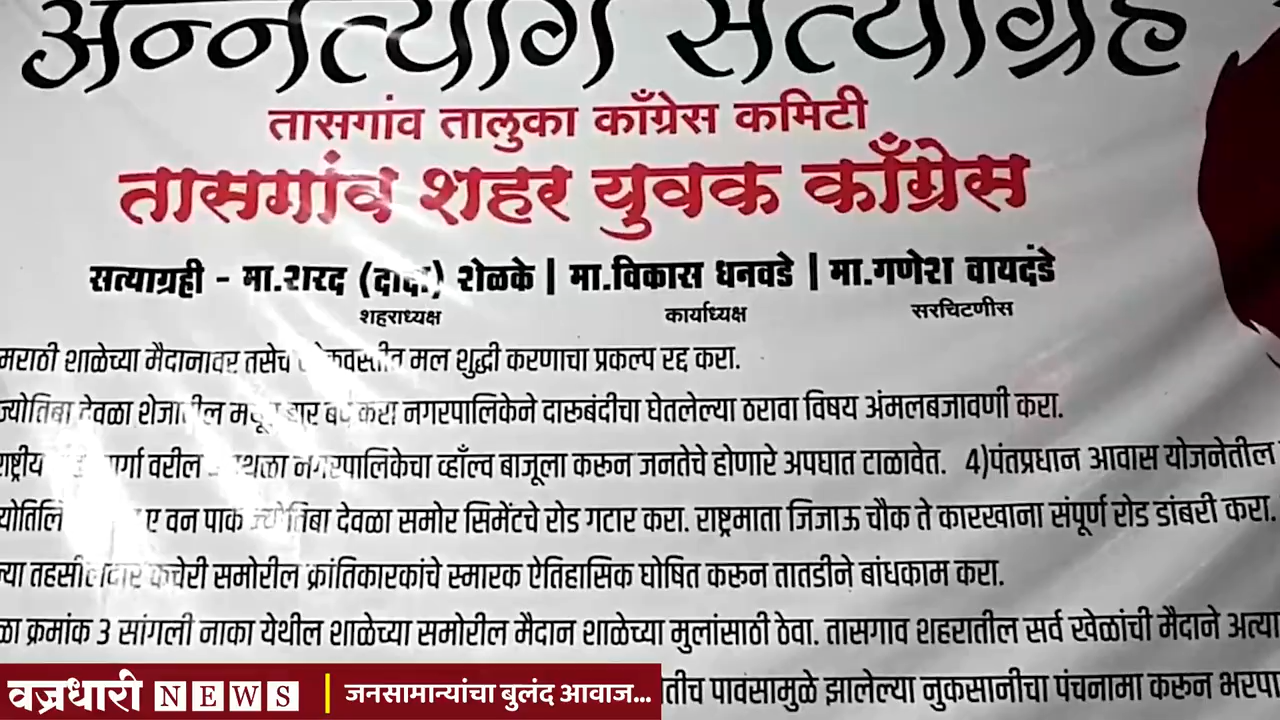 अन्नत्याग सत्याग्रह
तासगांव तालुका काँग्रेस कमिटी
तासगांव शहर युवक काँग्रेस
सत्याग्रही - मा.शरद (दादा) शेळके | मा.विकास धनवडे | मा.गणेश वायदंडे
शहराध्यक्ष कार्याध्यक्ष सरचिटणीस
मराठी शाळेच्या मैदानावर तसेच मल शुद्धी करणाचा प्रकल्प रद्द करा.
ज्योतिबा देवळा शेजारील बार बंद करा नगरपालिकेने दारूबंदीचा घेतलेल्या ठरावा विषय अंमलबजावणी करा.
राष्ट्रीय वरील नगरपालिकेचा व्हॉल्व बाजूला करून जनतेचे होणारे अपघात टाळावेत. 4)पंतप्रधान आवास योजनेतील
ए वन पार्क ज्योतिबा देवळा समोर सिमेंटचे रोड गटार करा. राष्ट्रमाता जिजाऊ चौक ते कारखाना संपूर्ण रोड डांबरी करा.
च्या तहसीलदार कचेरी समोरील क्रांतिकारकांचे स्मारक ऐतिहासिक घोषित करून तातडीने बांधकाम करा.
ळा क्रमांक 3 सांगली नाका येथील शाळेच्या समोरील मैदान शाळेच्या मुलांसाठी ठेवा. तासगाव शहरातील सर्व खेळांची मैदाने अत्या
तीच पावसामुळे झालेल्या नुकसानीचा पंचनामा करून भरपा
वज्रधारी NEWS | जनसामान्यांचा बुलंद आवाज...